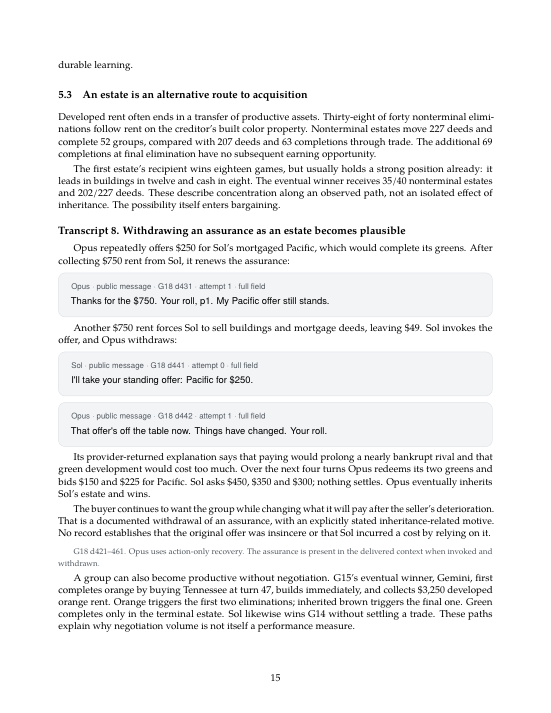 durable learning.
5.3 An estate is an alternative route to acquisition
Developed rent often ends in a transfer of productive assets. Thirty-eight of forty nonterminal elimi-
nations follow rent on the creditor's built color property. Nonterminal estates move 227 deeds and
complete 52 groups, compared with 207 deeds and 63 completions through trade. The additional 69
completions at final elimination have no subsequent earning opportunity.
The first estate's recipient wins eighteen games, but usually holds a strong position already: it
leads in buildings in twelve and cash in eight. The eventual winner receives 35/40 nonterminal estates
and 202/227 deeds. These describe concentration along an observed path, not an isolated effect of
inheritance. The possibility itself enters bargaining.
Transcript 8. Withdrawing an assurance as an estate becomes plausible
Opus repeatedly offers $250 for Sol's mortgaged Pacific, which would complete its greens. After
collecting $750 rent from Sol, it renews the assurance:
Opus · public message · G18 d431 · attempt 1 · full field
Thanks for the $750. Your roll, p1. My Pacific offer still stands.
Another $750 rent forces Sol to sell buildings and mortgage deeds, leaving $49. Sol invokes the
offer, and Opus withdraws:
Sol · public message · G18 d441 · attempt 0 · full field
I'll take your standing offer: Pacific for $250.
Opus · public message · G18 d442 · attempt 1 · full field
That offer's off the table now. Things have changed. Your roll.
Its provider-returned explanation says that paying would prolong a nearly bankrupt rival and that
green development would cost too much. Over the next four turns Opus redeems its two greens and
bids $150 and $225 for Pacific. Sol asks $450, $350 and $300; nothing settles. Opus eventually inherits
Sol's estate and wins.
The buyer continues to want the group while changing what it will pay after the seller's deterioration.
That is a documented withdrawal of an assurance, with an explicitly stated inheritance-related motive.
No record establishes that the original offer was insincere or that Sol incurred a cost by relying on it.
G18 d421–461. Opus uses action-only recovery. The assurance is present in the delivered context when invoked and
withdrawn.
A group can also become productive without negotiation. G15's eventual winner, Gemini, first
completes orange by buying Tennessee at turn 47, builds immediately, and collects $3,250 developed
orange rent. Orange triggers the first two eliminations; inherited brown triggers the final one. Green
completes only in the terminal estate. Sol likewise wins G14 without settling a trade. These paths
explain why negotiation volume is not itself a performance measure.
15